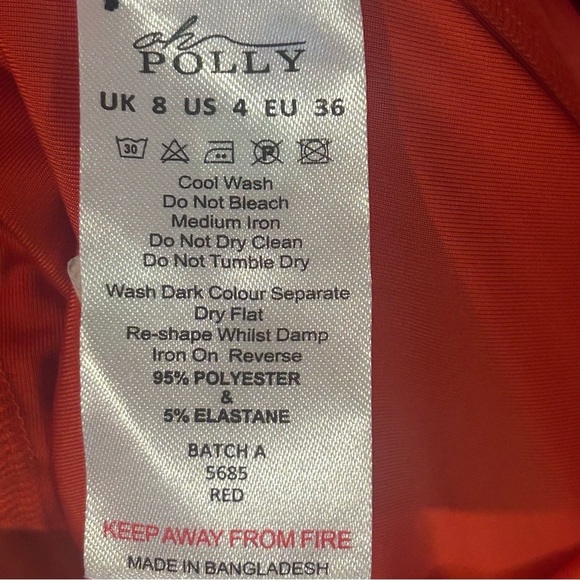 oh
POLLY
UK 8 US 4 EU 36
30 P
Cool Wash
Do Not Bleach
Medium Iron
Do Not Dry Clean
Do Not Tumble Dry
Wash Dark Colour Separate
Dry Flat
Re-shape Whilst Damp
Iron On Reverse
95% POLYESTER
&
5% ELASTANE
BATCH A
5685
RED
KEEP AWAY FROM FIRE
MADE IN BANGLADESH